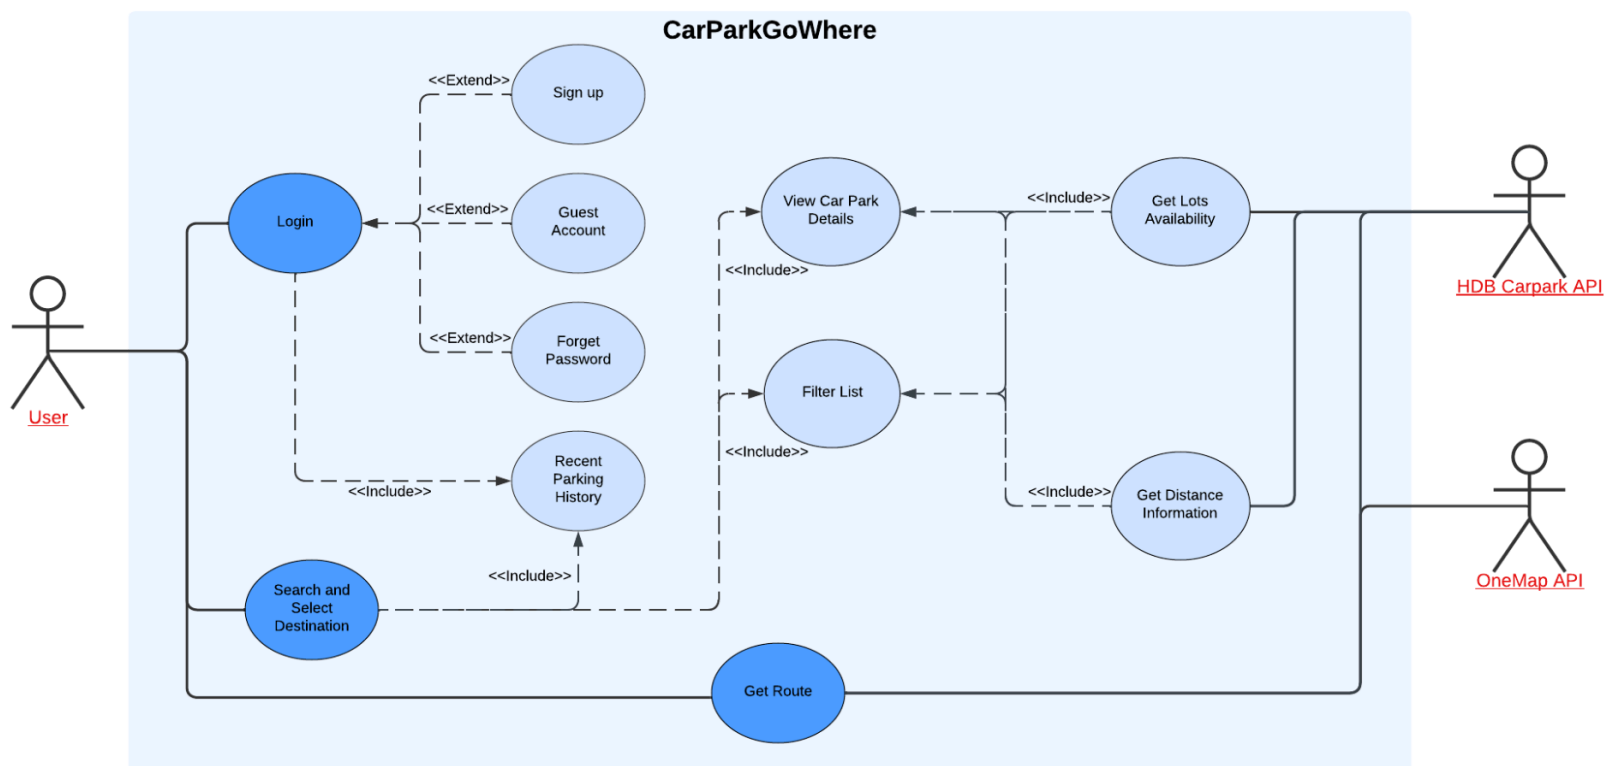 CarParkGoWhere
<<Extend>>
Sign up
<<Extend>>
Guest
Account
Login
<<Extend>>
Forget
Password
<<Include>>
Recent
Parking
History
<<Include>>
Search and
Select
Destination
View Car Park
Details
<<Include>>
Filter List
<<Include>>
<<Include>>
Get Lots
Availability
<<Include>>
Get Distance
Information
Get Route
User
HDB Carpark API
OneMap API